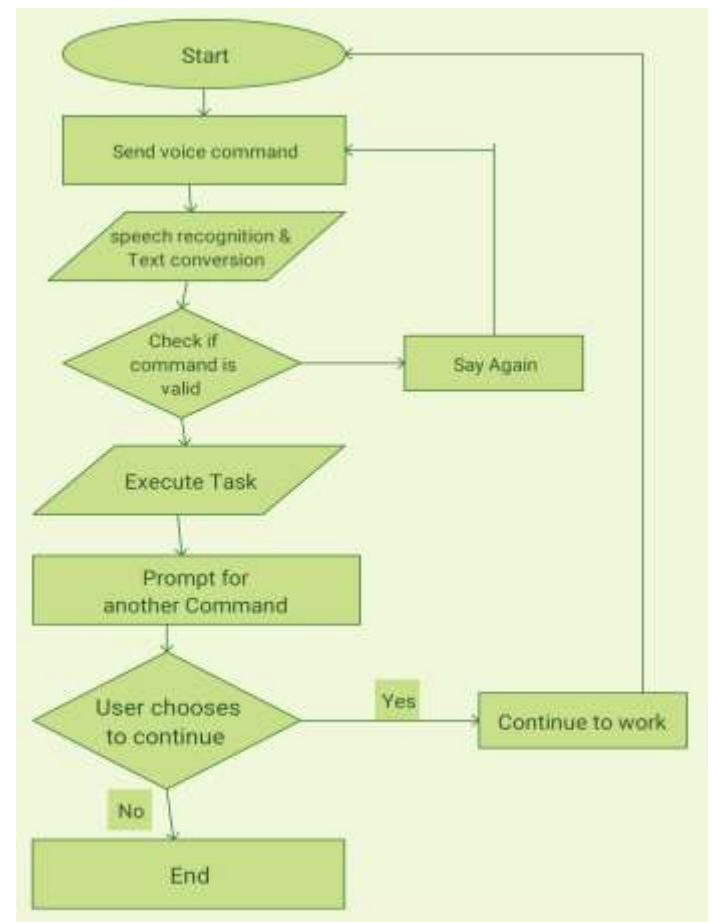 Start
Send voice command
speech recognition &
Text conversion
Check if
command is
valid
Say Again
Execute Task
Prompt for
another Command
User chooses
to continue
Yes
Continue to work
No
End